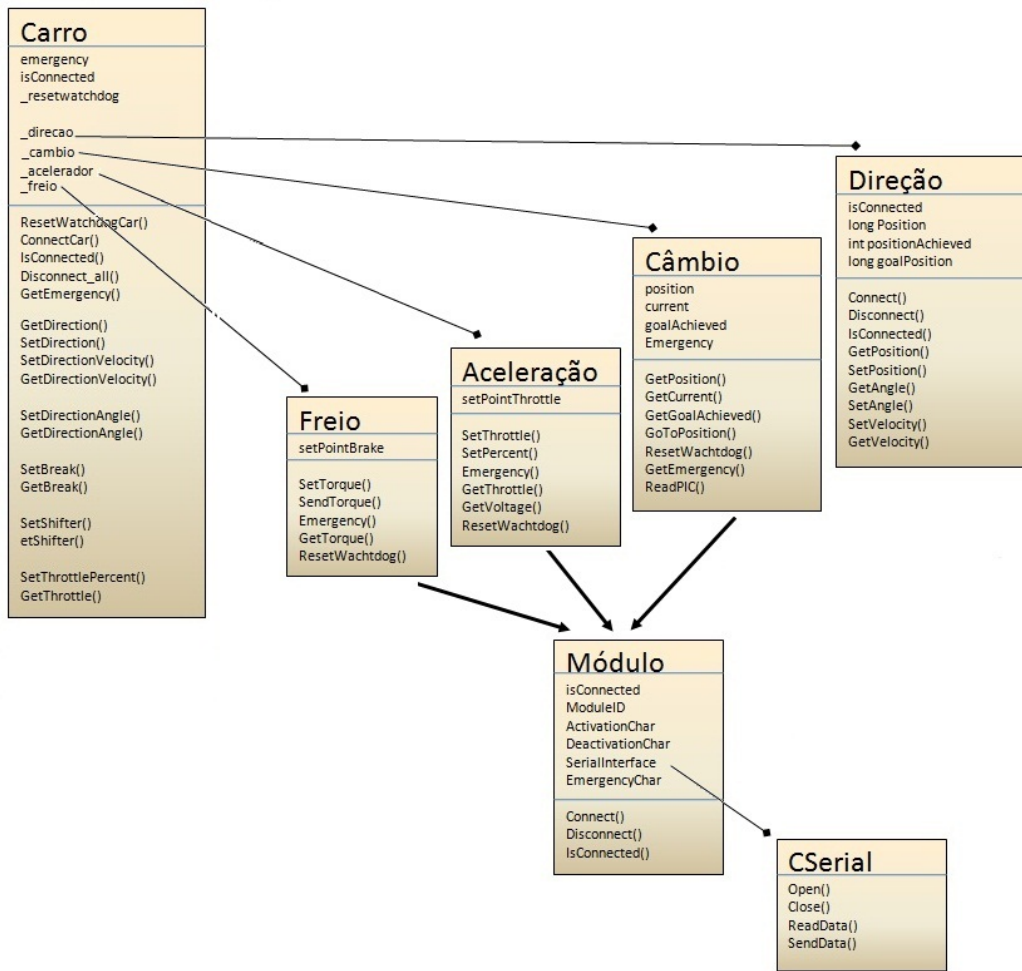 Carro
emergency
isConnected
_resetwatchdog
_direcao
_cambio
_acelerador
_freio
ResetWatchdogCar()
ConnectCar()
IsConnected()
Disconnect_all()
GetEmergency()
GetDirection()
SetDirection()
SetDirectionVelocity()
GetDirectionVelocity()
SetDirectionAngle()
GetDirectionAngle()
SetBreak()
GetBreak()
SetShifter()
etShifter()
SetThrottlePercent()
GetThrottle()
Freio
setPointBrake
SetTorque()
SendTorque()
Emergency()
GetTorque()
ResetWachtdog()
Aceleração
setPointThrottle
SetThrottle()
SetPercent()
Emergency()
GetThrottle()
GetVoltage()
ResetWachtdog()
Câmbio
position
current
goalAchieved
Emergency
GetPosition()
GetCurrent()
GetGoalAchieved()
GoToPosition()
ResetWachtdog()
GetEmergency()
ReadPIC()
Direção
isConnected
long Position
int positionAchieved
long goalPosition
Connect()
Disconnect()
IsConnected()
GetPosition()
SetPosition()
GetAngle()
SetAngle()
SetVelocity()
GetVelocity()
Módulo
isConnected
ModuleID
ActivationChar
DeactivationChar
SerialInterface
EmergencyChar
Connect()
Disconnect()
IsConnected()
CSerial
Open()
Close()
ReadData()
SendData()